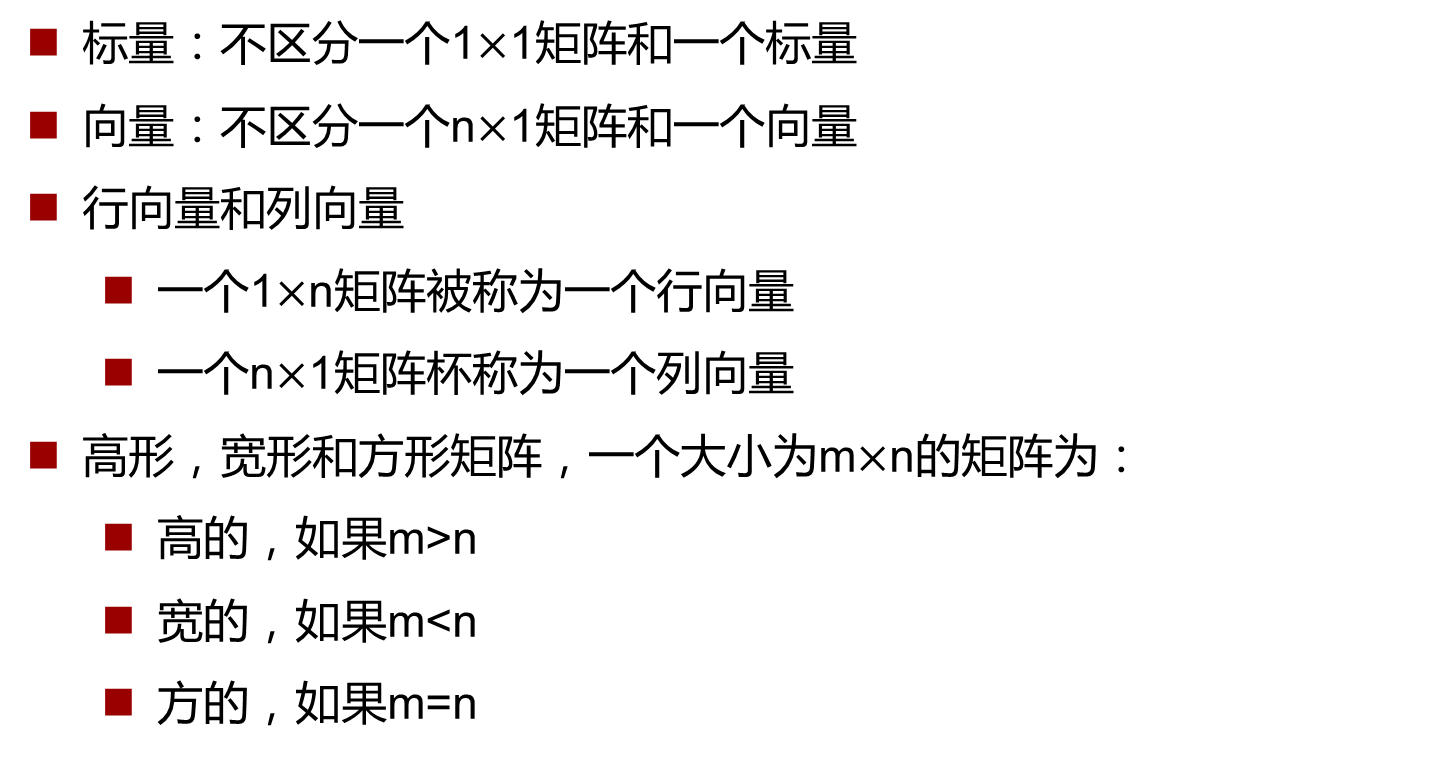 标量：不区分一个1×1矩阵和一个标量
向量：不区分一个n×1矩阵和一个向量
行向量和列向量
一个1×n矩阵被称为一个行向量
一个n×1矩阵杯称为一个列向量
高形，宽形和方形矩阵，一个大小为m×n的矩阵为：
高的，如果m>n
宽的，如果m<n
方的，如果m=n